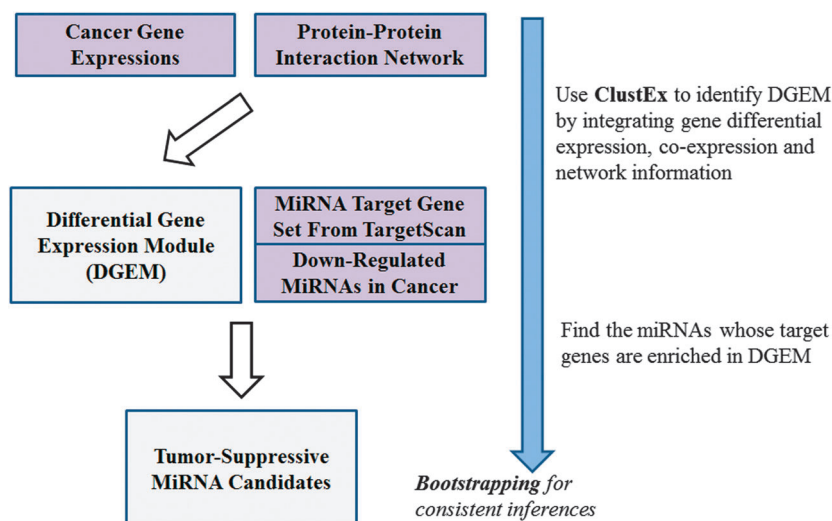 Cancer Gene
Expressions
Protein-Protein
Interaction Network
Use ClustEx to identify DGEM
by integrating gene differential
expression, co-expression and
network information
Differential Gene
Expression Module
(DGEM)
MiRNA Target Gene
Set From TargetScan
Down-Regulated
MiRNAs in Cancer
Find the miRNAs whose target
genes are enriched in DGEM
Tumor-Suppressive
MiRNA Candidates
Bootstrapping for
consistent inferences